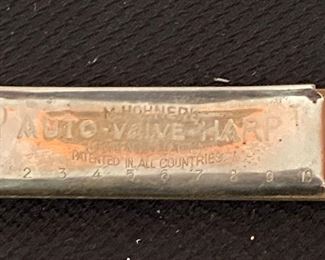 M. HOHNER
AUTO-VALVE-HARP
PATENTED IN ALL COUNTRIES
2 3 4 5 6 7 8 9 10